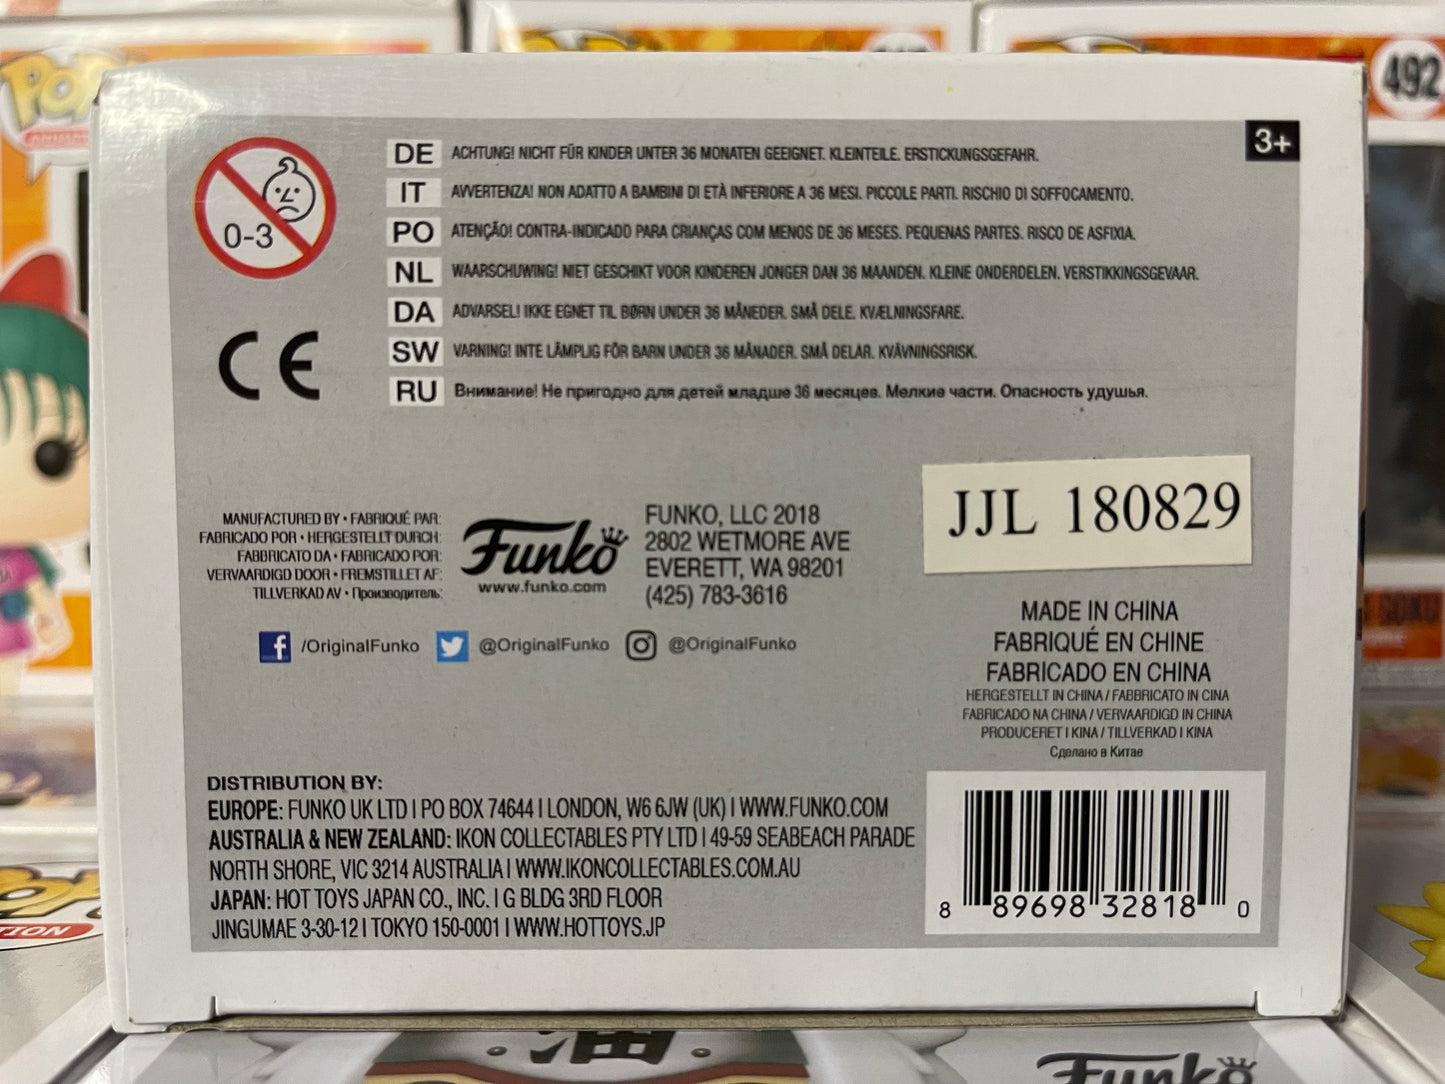 POP
492
3+
0-3
DE ACHTUNG! NICHT FÜR KINDER UNTER 36 MONATEN GEEIGNET. KLEINTEILE. ERSTICKUNGSGEFAHR.
IT AVVERTENZA! NON ADATTO A BAMBINI DI ETÀ INFERIORE A 36 MESI. PICCOLE PARTI. RISCHIO DI SOFFOCAMENTO.
PO ATENÇÃO! CONTRA-INDICADO PARA CRIANÇAS COM MENOS DE 36 MESES. PEQUENAS PARTES. RISCO DE ASFIXIA.
NL WAARSCHUWING! NIET GESCHIKT VOOR KINDEREN JONGER DAN 36 MAANDEN. KLEINE ONDERDELEN. VERSTIKKINGSGEVAAR.
DA ADVARSEL! IKKE EGNET TIL BØRN UNDER 36 MÅNEDER. SMÅ DELE. KVÆLNINGSFARE.
SW VARNING! INTE LÄMPLIG FÖR BARN UNDER 36 MÅNADER. SMÅ DELAR. KVÄVNINGSRISK.
RU Внимание! Не пригодно для детей младше 36 месяцев. Мелкие части. Опасность удушья.
CE
MANUFACTURED BY • FABRIQUÉ PAR:
FABRICADO POR • HERGESTELLT DURCH:
FABBRICATO DA • FABRICADO POR:
VERVAARDIGD DOOR • FREMSTILLET AF:
TILLVERKAD AV • Производитель:
Funko
www.funko.com
FUNKO, LLC 2018
2802 WETMORE AVE
EVERETT, WA 98201
(425) 783-3616
JJL 180829
f /OriginalFunko @OriginalFunko @OriginalFunko
MADE IN CHINA
FABRIQUÉ EN CHINE
FABRICADO EN CHINA
HERGESTELLT IN CHINA / FABBRICATO IN CINA
FABRICADO NA CHINA / VERVAARDIGD IN CHINA
PRODUCERET I KINA / TILLVERKAD I KINA
Сделано в Китае
DISTRIBUTION BY:
EUROPE: FUNKO UK LTD | PO BOX 74644 | LONDON, W6 6JW (UK) | WWW.FUNKO.COM
AUSTRALIA & NEW ZEALAND: IKON COLLECTABLES PTY LTD | 49-59 SEABEACH PARADE
NORTH SHORE, VIC 3214 AUSTRALIA | WWW.IKONCOLLECTABLES.COM.AU
JAPAN: HOT TOYS JAPAN CO., INC. | G BLDG 3RD FLOOR
JINGUMAE 3-30-12 | TOKYO 150-0001 | WWW.HOTTOYS.JP
8 89698 32818 0
GOKU
TION
油
Funko